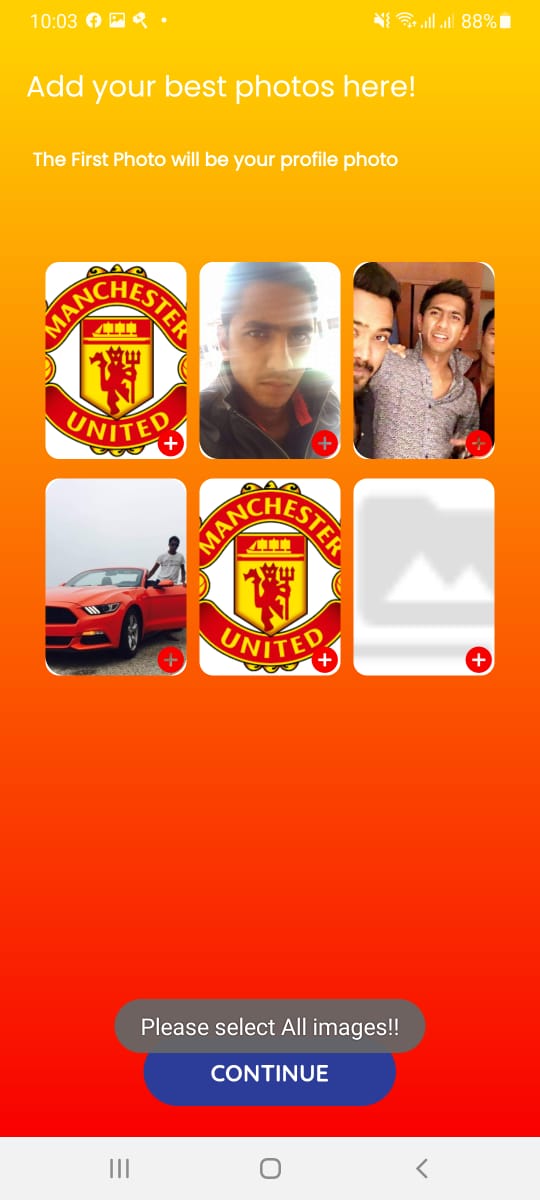 10:03
88%
Add your best photos here!
The First Photo will be your profile photo
MANCHESTER
UNITED
MANCHESTER
UNITED
Please select All images!!
CONTINUE